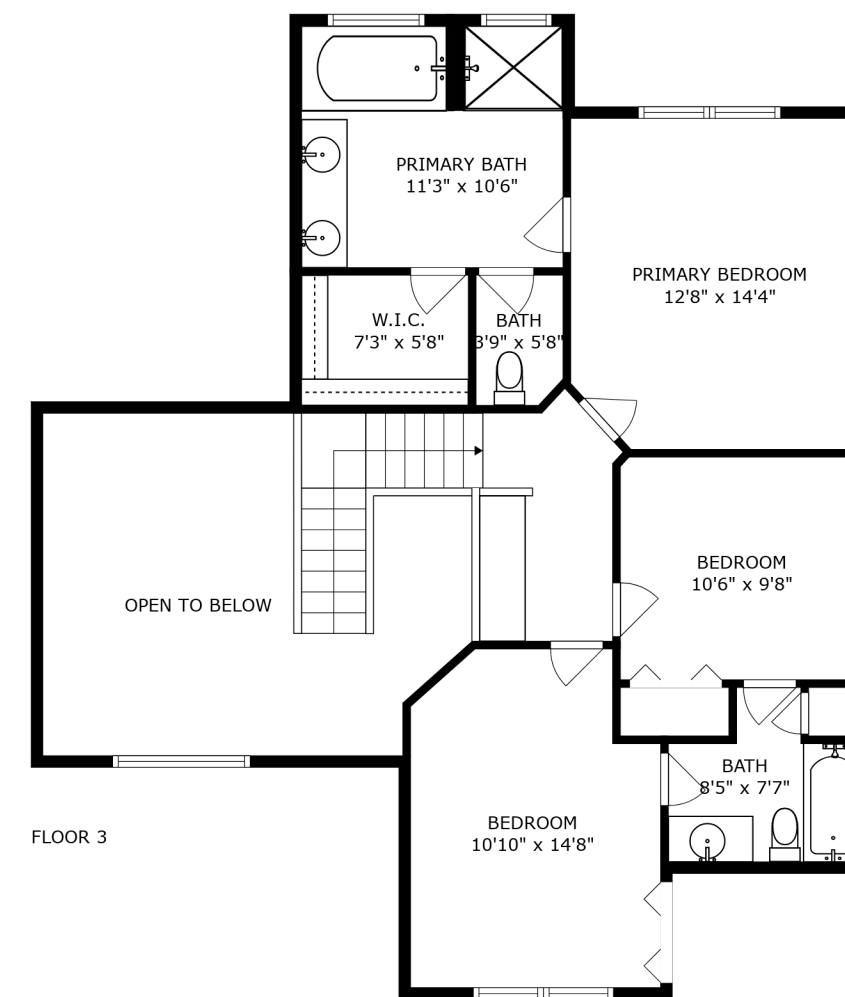 PRIMARY BATH
11'3" x 10'6"
PRIMARY BEDROOM
12'8" x 14'4"
W.I.C.
7'3" x 5'8"
BATH
3'9" x 5'8"
BEDROOM
10'6" x 9'8"
OPEN TO BELOW
BATH
8'5" x 7'7"
BEDROOM
10'10" x 14'8"
FLOOR 3